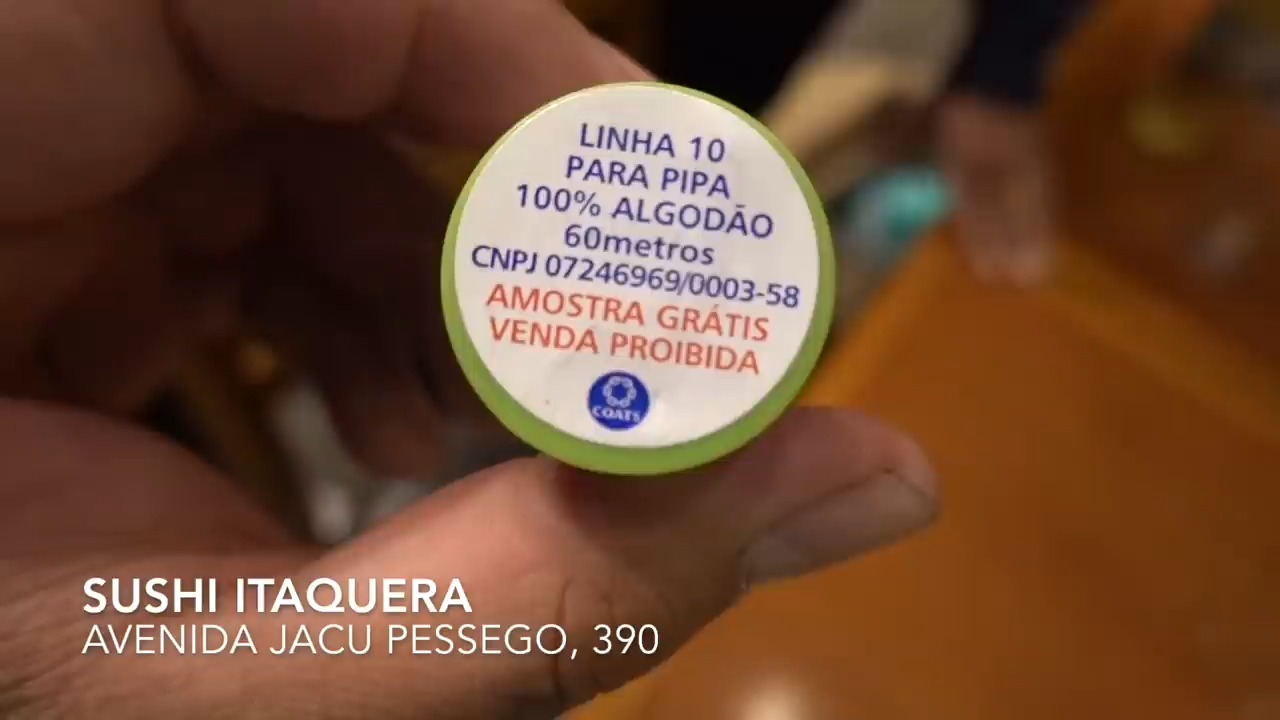 LINHA 10
PARA PIPA
100% ALGODÃO
60metros
CNPJ 07246969/0003-58
AMOSTRA GRÁTIS
VENDA PROIBIDA
COATS
SUSHI ITAQUERA
AVENIDA JACU PESSEGO, 390